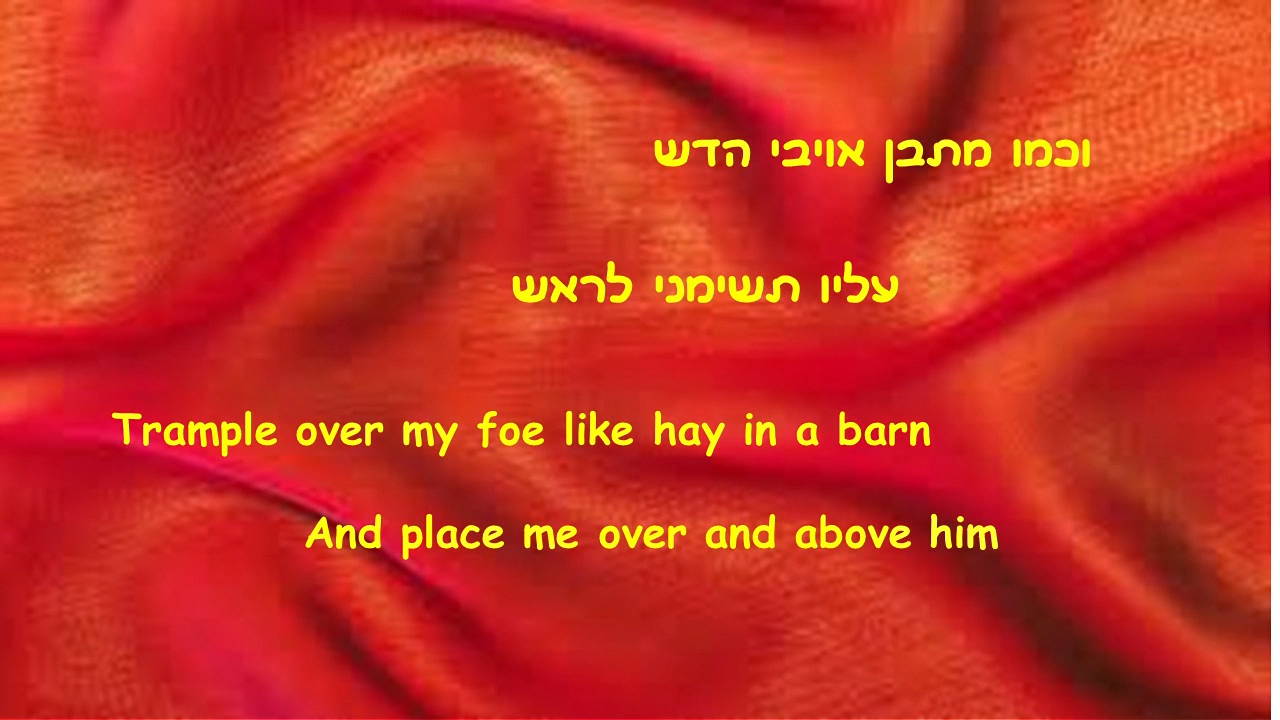 וכמו מתבן אויבי הדש
עליו תשימני לראש
Trample over my foe like hay in a barn
And place me over and above him